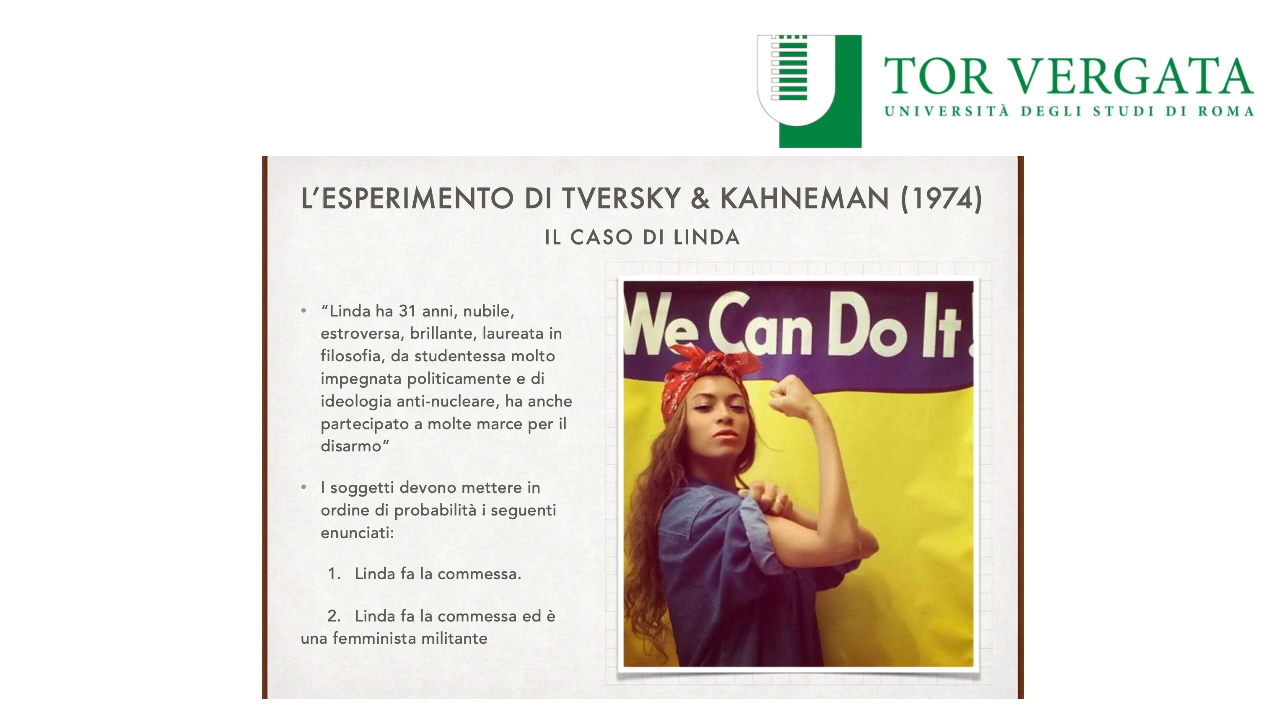 TOR VERGATA
UNIVERSITÀ DEGLI STUDI DI ROMA
L'ESPERIMENTO DI TVERSKY & KAHNEMAN (1974)
IL CASO DI LINDA
• “Linda ha 31 anni, nubile,
estroversa, brillante, laureata in
filosofia, da studentessa molto
impegnata politicamente e di
ideologia anti-nucleare, ha anche
partecipato a molte marce per il
disarmo”
• I soggetti devono mettere in
ordine di probabilità i seguenti
enunciati:
1. Linda fa la commessa.
2. Linda fa la commessa ed è
una femminista militante
We Can Do It!